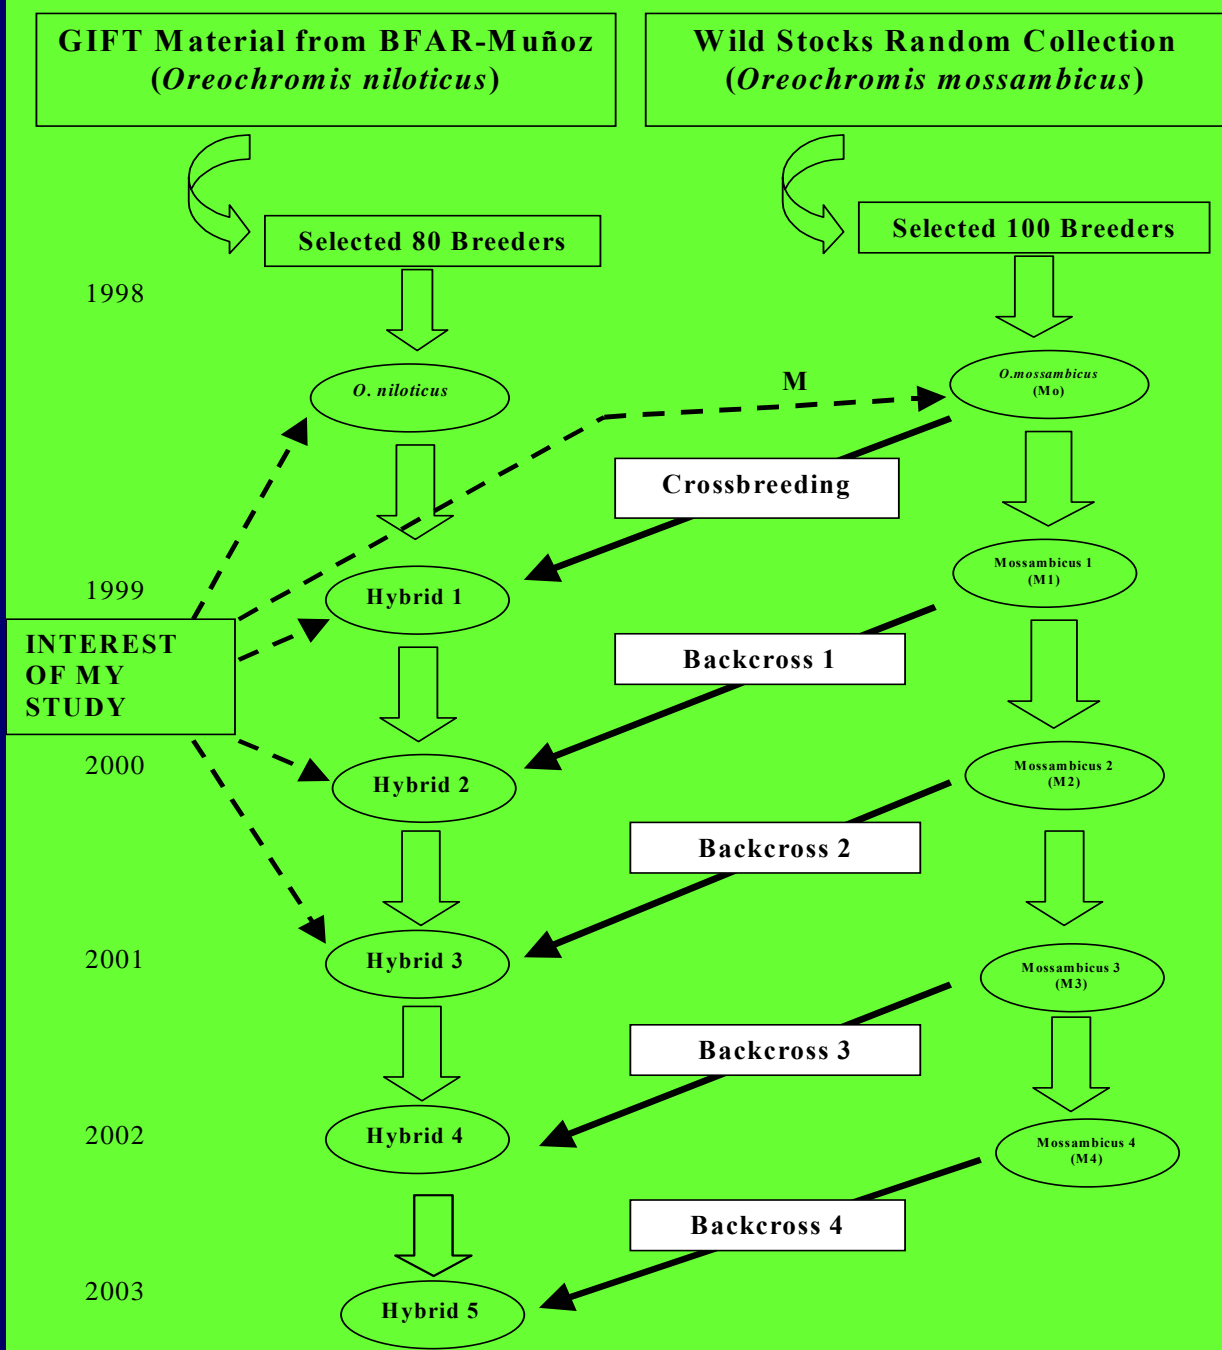 GIFT Material from BFAR-Muñoz
(Oreochromis niloticus)
Wild Stocks Random Collection
(Oreochromis mossambicus)
Selected 80 Breeders
Selected 100 Breeders
1998
O. niloticus
M
O.mossambicus
(Mo)
Crossbreeding
1999
Hybrid 1
Mossambicus 1
(M1)
INTEREST
OF MY
STUDY
Backcross 1
2000
Hybrid 2
Mossambicus 2
(M2)
Backcross 2
2001
Hybrid 3
Mossambicus 3
(M3)
Backcross 3
2002
Hybrid 4
Mossambicus 4
(M4)
Backcross 4
2003
Hybrid 5